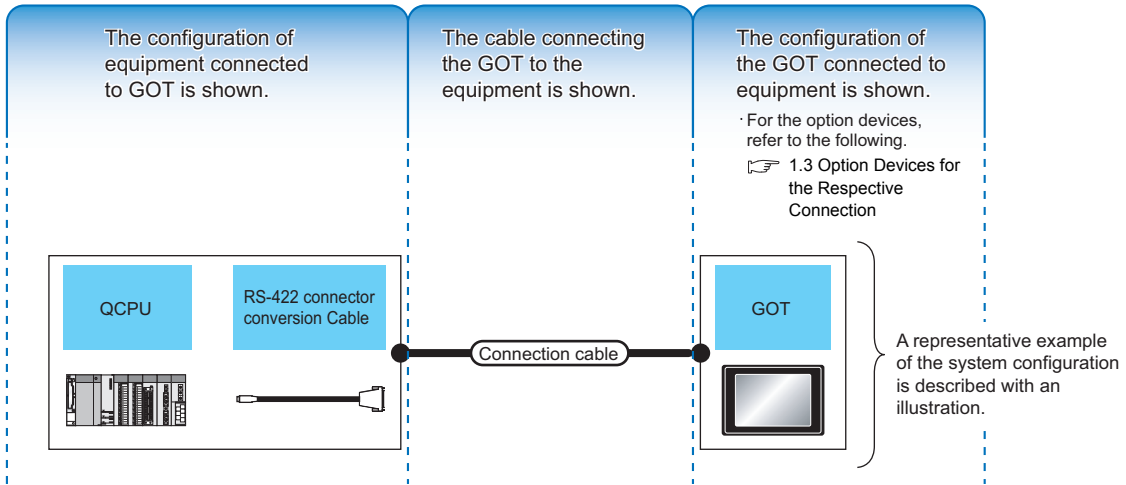 The configuration of
equipment connected
to GOT is shown.
The cable connecting
the GOT to the
equipment is shown.
The configuration of
the GOT connected to
equipment is shown.
· For the option devices,
refer to the following.
1.3 Option Devices for
the Respective
Connection
QCPU
RS-422 connector
conversion Cable
Connection cable
GOT
A representative example
of the system configuration
is described with an
illustration.